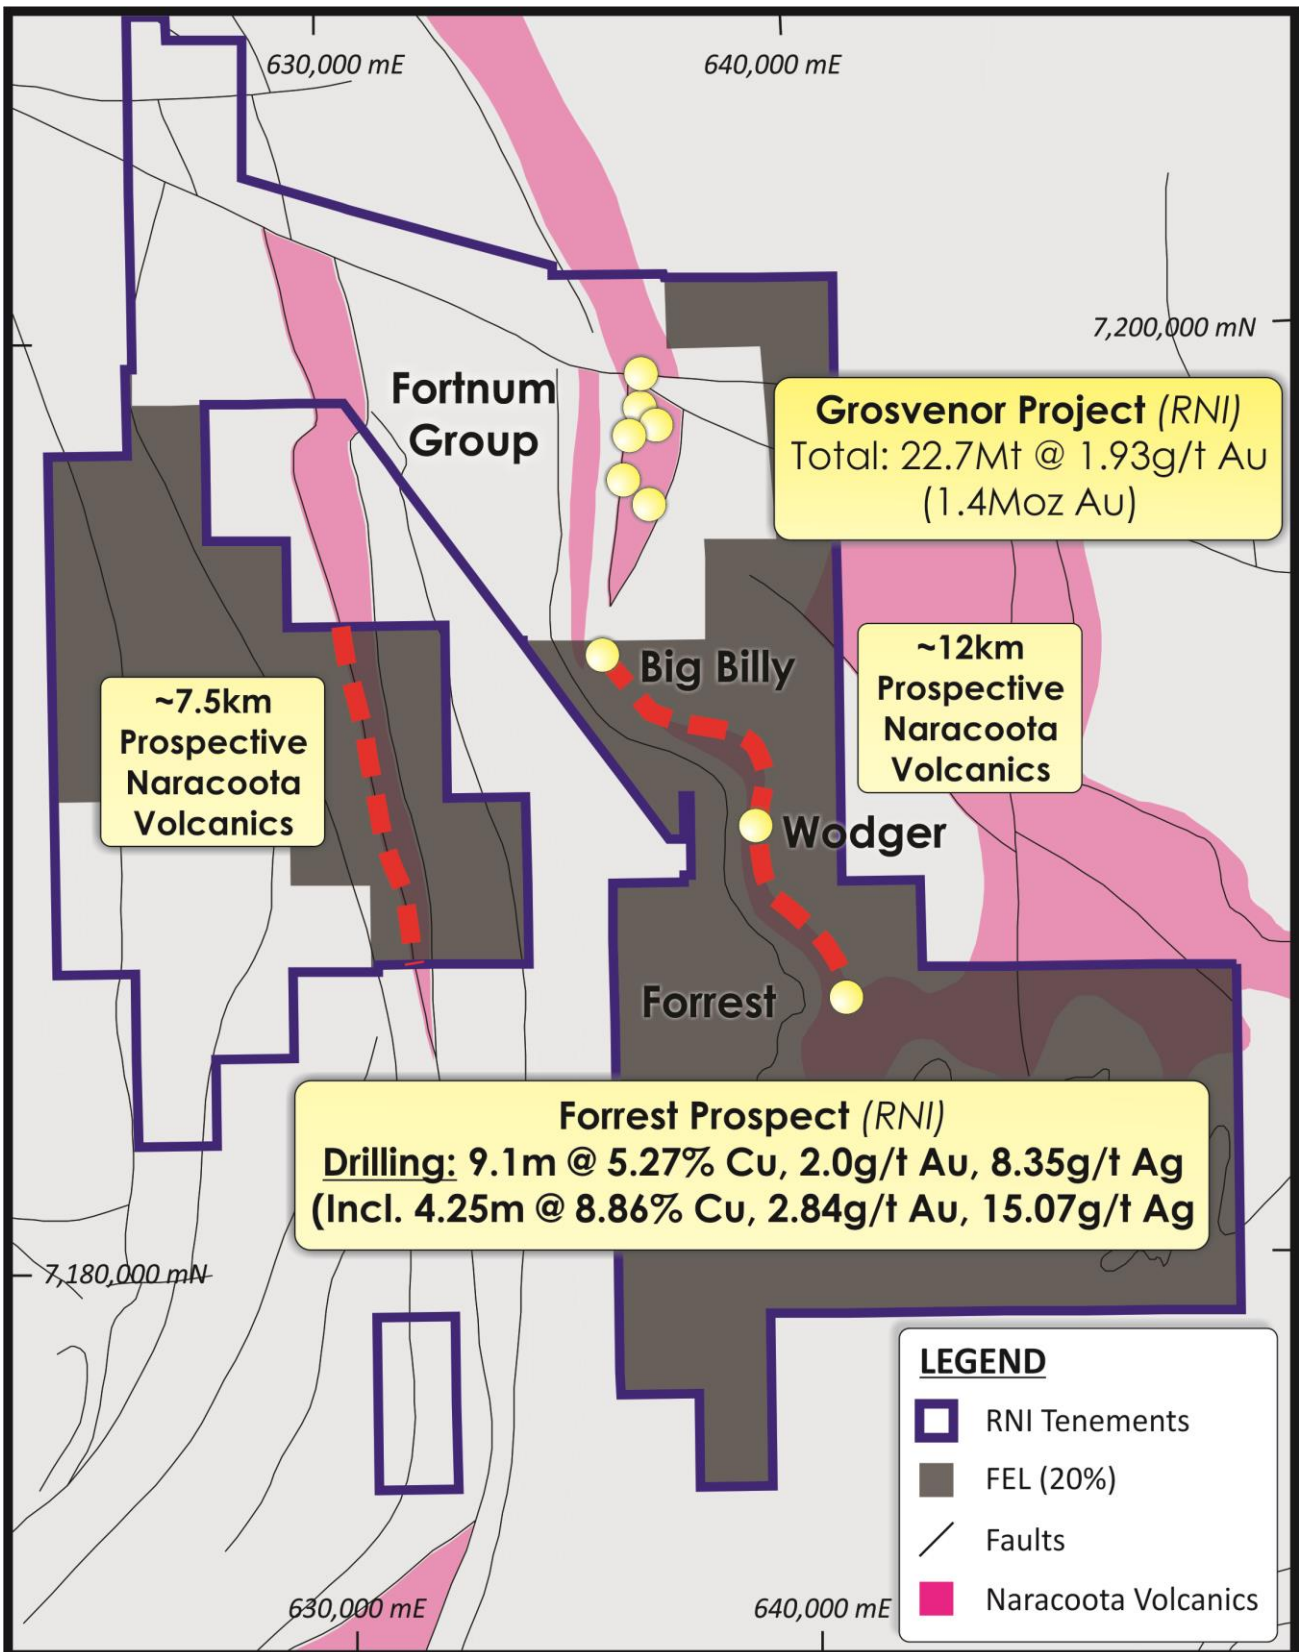 630,000 mE
640,000 mE
7,200,000 mN
Fortnum
Group
Grosvenor Project (RNI)
Total: 22.7Mt @ 1.93g/t Au
(1.4Moz Au)
Big Billy
~12km
Prospective
Naracoota
Volcanics
~7.5km
Prospective
Naracoota
Volcanics
Wodger
Forrest
Forrest Prospect (RNI)
Drilling: 9.1m @ 5.27% Cu, 2.0g/t Au, 8.35g/t Ag
(Incl. 4.25m @ 8.86% Cu, 2.84g/t Au, 15.07g/t Ag
7,180,000 mN
LEGEND
RNI Tenements
FEL (20%)
Faults
Naracoota Volcanics
630,000 mE
640,000 mE